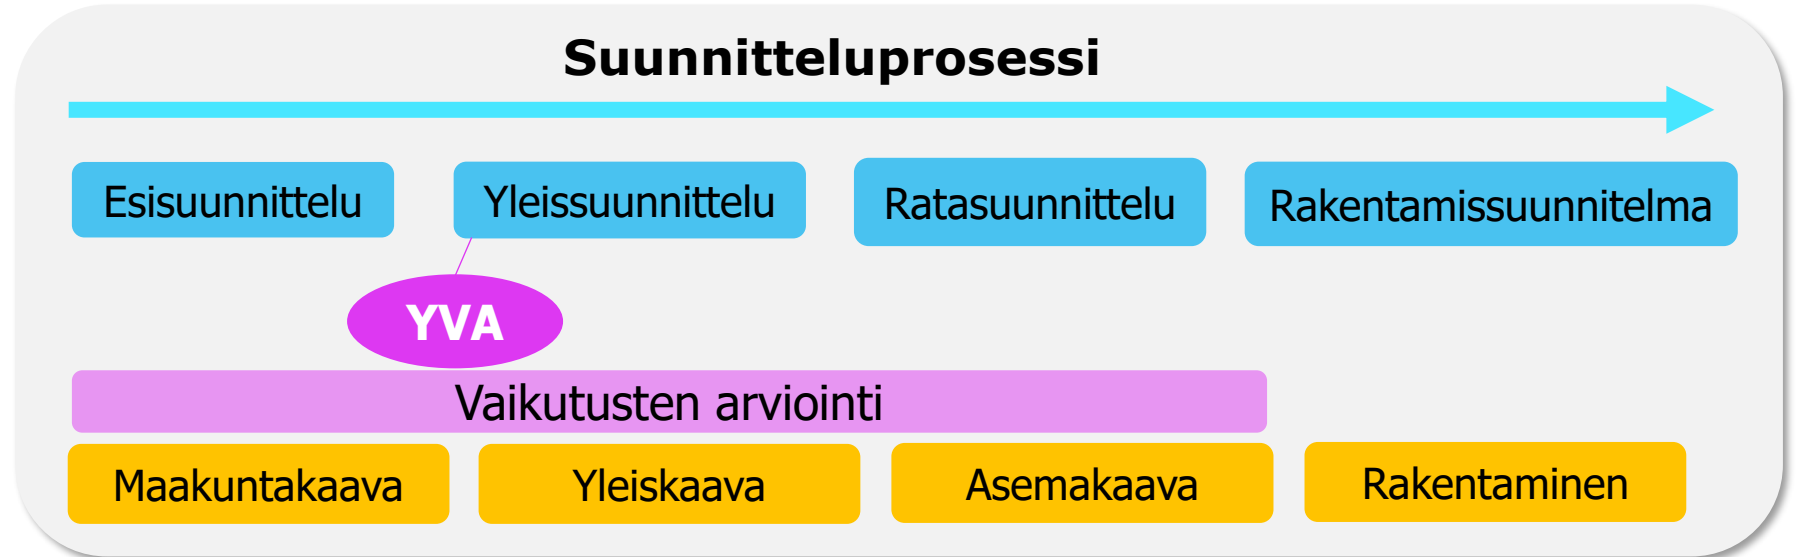 Suunnitteluprosessi
Esisuunnittelu
Yleissuunnittelu
Ratasuunnittelu
Rakentamissuunnitelma
YVA
Vaikutusten arviointi
Maakuntakaava
Yleiskaava
Asemakaava
Rakentaminen